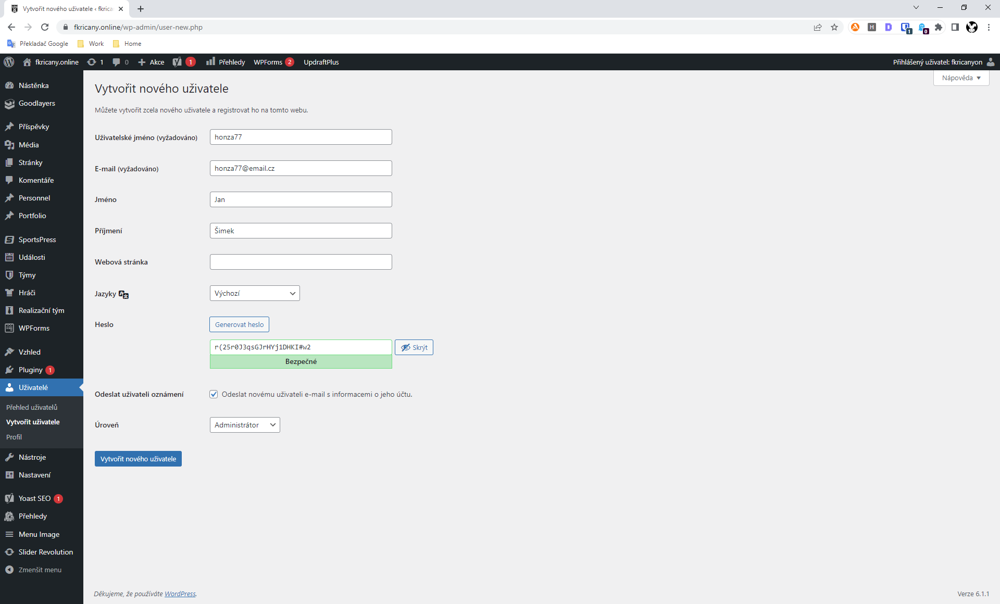 Vytvořit nového uživatele ‹ fkrica
fkricany.online/wp-admin/user-new.php
1
0
Překladač Google
Work
Home
fkricany.online
1
0
Akce
1
Přehledy
WPForms 2
UpdraftPlus
Přihlášený uživatel: fkricanyon
Nástěnka
Goodlayers
Příspěvky
Média
Stránky
Komentáře
Personnel
Portfolio
SportsPress
Události
Týmy
Hráči
Realizační tým
WPForms
Vzhled
Pluginy 1
Uživatelé
Přehled uživatelů
Vytvořit uživatele
Profil
Nástroje
Nastavení
Yoast SEO 1
Přehledy
Menu Image
Slider Revolution
Zmenšit menu
Nápověda
Vytvořit nového uživatele
Můžete vytvořit zcela nového uživatele a registrovat ho na tomto webu.
Uživatelské jméno (vyžadováno) honza77
E-mail (vyžadováno) honza77@email.cz
Jméno Jan
Příjmení Šimek
Webová stránka
Jazyky Výchozí
Heslo Generovat heslo
r(25r0J3qsGJrHYj1DHKI#w2 Skrýt
Bezpečné
Odeslat uživateli oznámení Odeslat novému uživateli e-mail s informacemi o jeho účtu.
Úroveň Administrátor
Vytvořit nového uživatele
Děkujeme, že používáte WordPress.
Verze 6.1.1